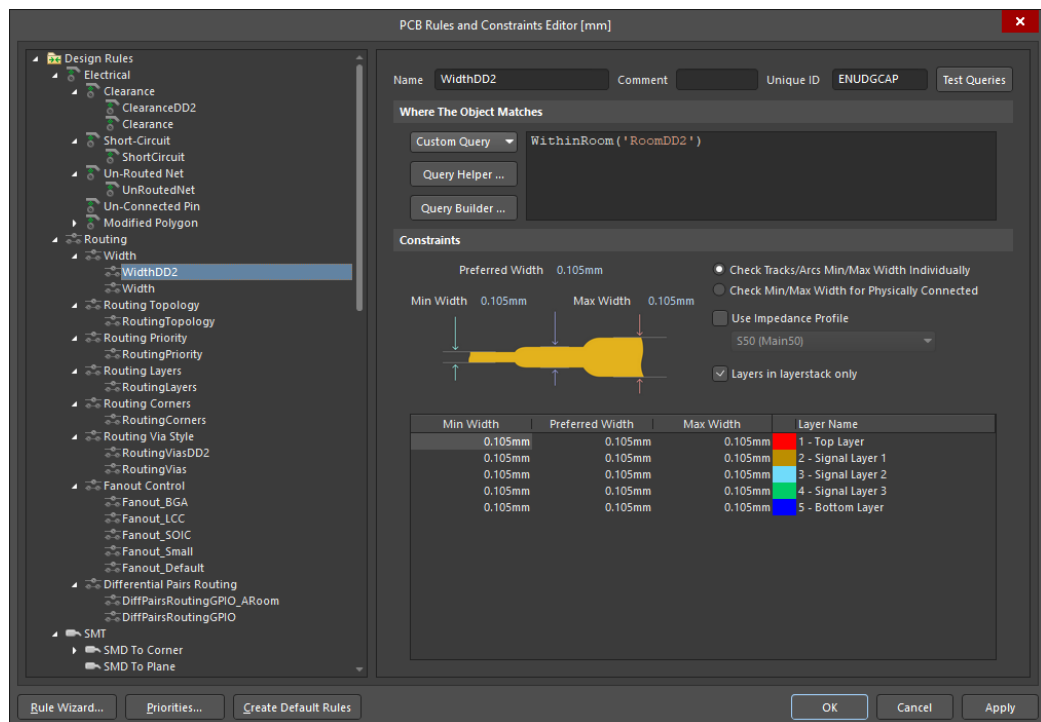 PCB Rules and Constraints Editor [mm]
Design Rules
Electrical
Clearance
ClearanceDD2
Clearance
Short-Circuit
ShortCircuit
Un-Routed Net
UnRoutedNet
Un-Connected Pin
Modified Polygon
Routing
Width
WidthDD2
Width
Routing Topology
RoutingTopology
Routing Priority
RoutingPriority
Routing Layers
RoutingLayers
Routing Corners
RoutingCorners
Routing Via Style
RoutingViasDD2
RoutingVias
Fanout Control
Fanout_BGA
Fanout_LCC
Fanout_SOIC
Fanout_Small
Fanout_Default
Differential Pairs Routing
DiffPairsRoutingGPIO_ARoom
DiffPairsRoutingGPIO
SMT
SMD To Corner
SMD To Plane
Name WidthDD2 Comment Unique ID ENUDGCAP Test Queries
Where The Object Matches
Custom Query WithinRoom('RoomDD2')
Query Helper ...
Query Builder ...
Constraints
Preferred Width 0.105mm
Min Width 0.105mm Max Width 0.105mm
Check Tracks/Arcs Min/Max Width Individually
Check Min/Max Width for Physically Connected
Use Impedance Profile
S50 (Main50)
Layers in layerstack only
Min Width Preferred Width Max Width Layer Name
0.105mm 0.105mm 0.105mm 1 - Top Layer
0.105mm 0.105mm 0.105mm 2 - Signal Layer 1
0.105mm 0.105mm 0.105mm 3 - Signal Layer 2
0.105mm 0.105mm 0.105mm 4 - Signal Layer 3
0.105mm 0.105mm 0.105mm 5 - Bottom Layer
Rule Wizard... Priorities... Create Default Rules OK Cancel Apply